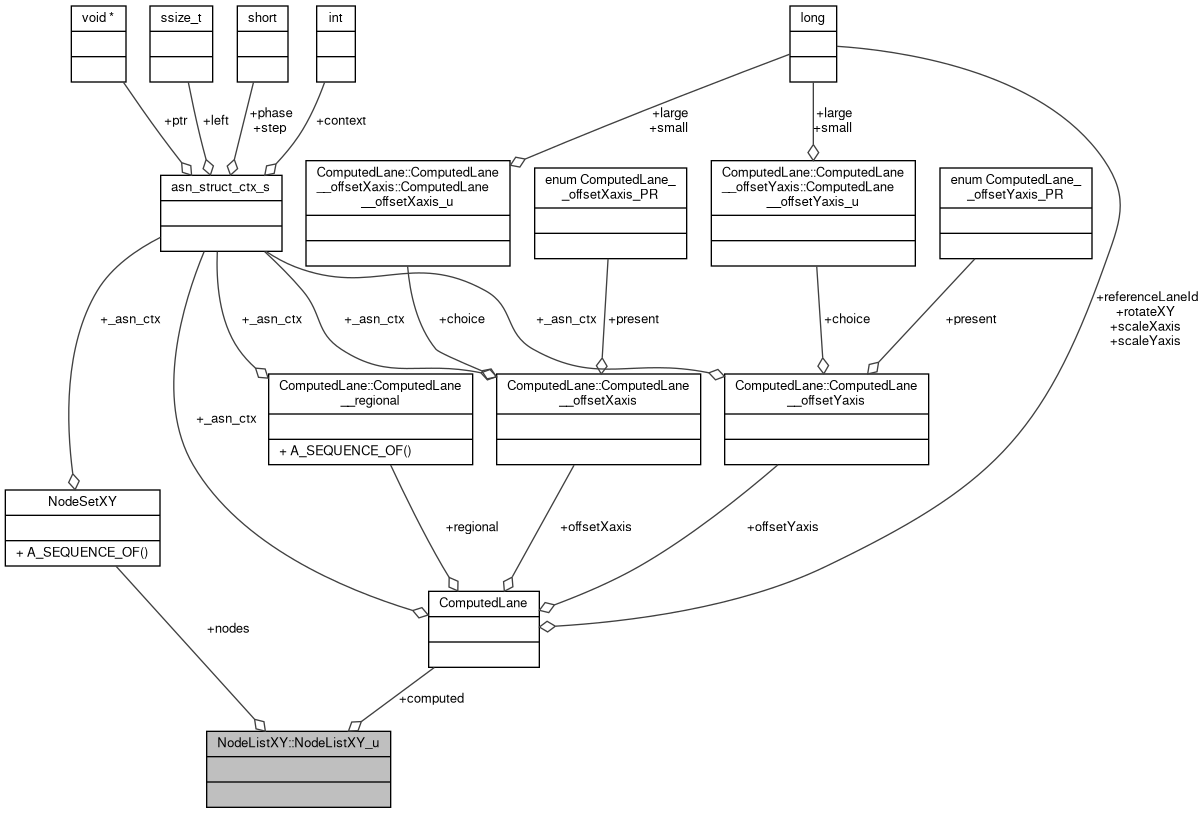 void *
ssize_t
short
int
long
+ptr
+left
+phase
+step
+context
+large
+small
+large
+small
asn_struct_ctx_s
ComputedLane::ComputedLane
__offsetXaxis::ComputedLane
__offsetXaxis_u
enum ComputedLane_
_offsetXaxis_PR
ComputedLane::ComputedLane
__offsetYaxis::ComputedLane
__offsetYaxis_u
enum ComputedLane_
_offsetYaxis_PR
+referenceLaneId
+rotateXY
+scaleXaxis
+scaleYaxis
+_asn_ctx
+_asn_ctx
+_asn_ctx
+choice
+_asn_ctx
+present
+choice
+present
ComputedLane::ComputedLane
__regional
+ A_SEQUENCE_OF()
ComputedLane::ComputedLane
__offsetXaxis
ComputedLane::ComputedLane
__offsetYaxis
+_asn_ctx
NodeSetXY
+ A_SEQUENCE_OF()
+regional
+offsetXaxis
+offsetYaxis
ComputedLane
+nodes
+computed
NodeListXY::NodeListXY_u